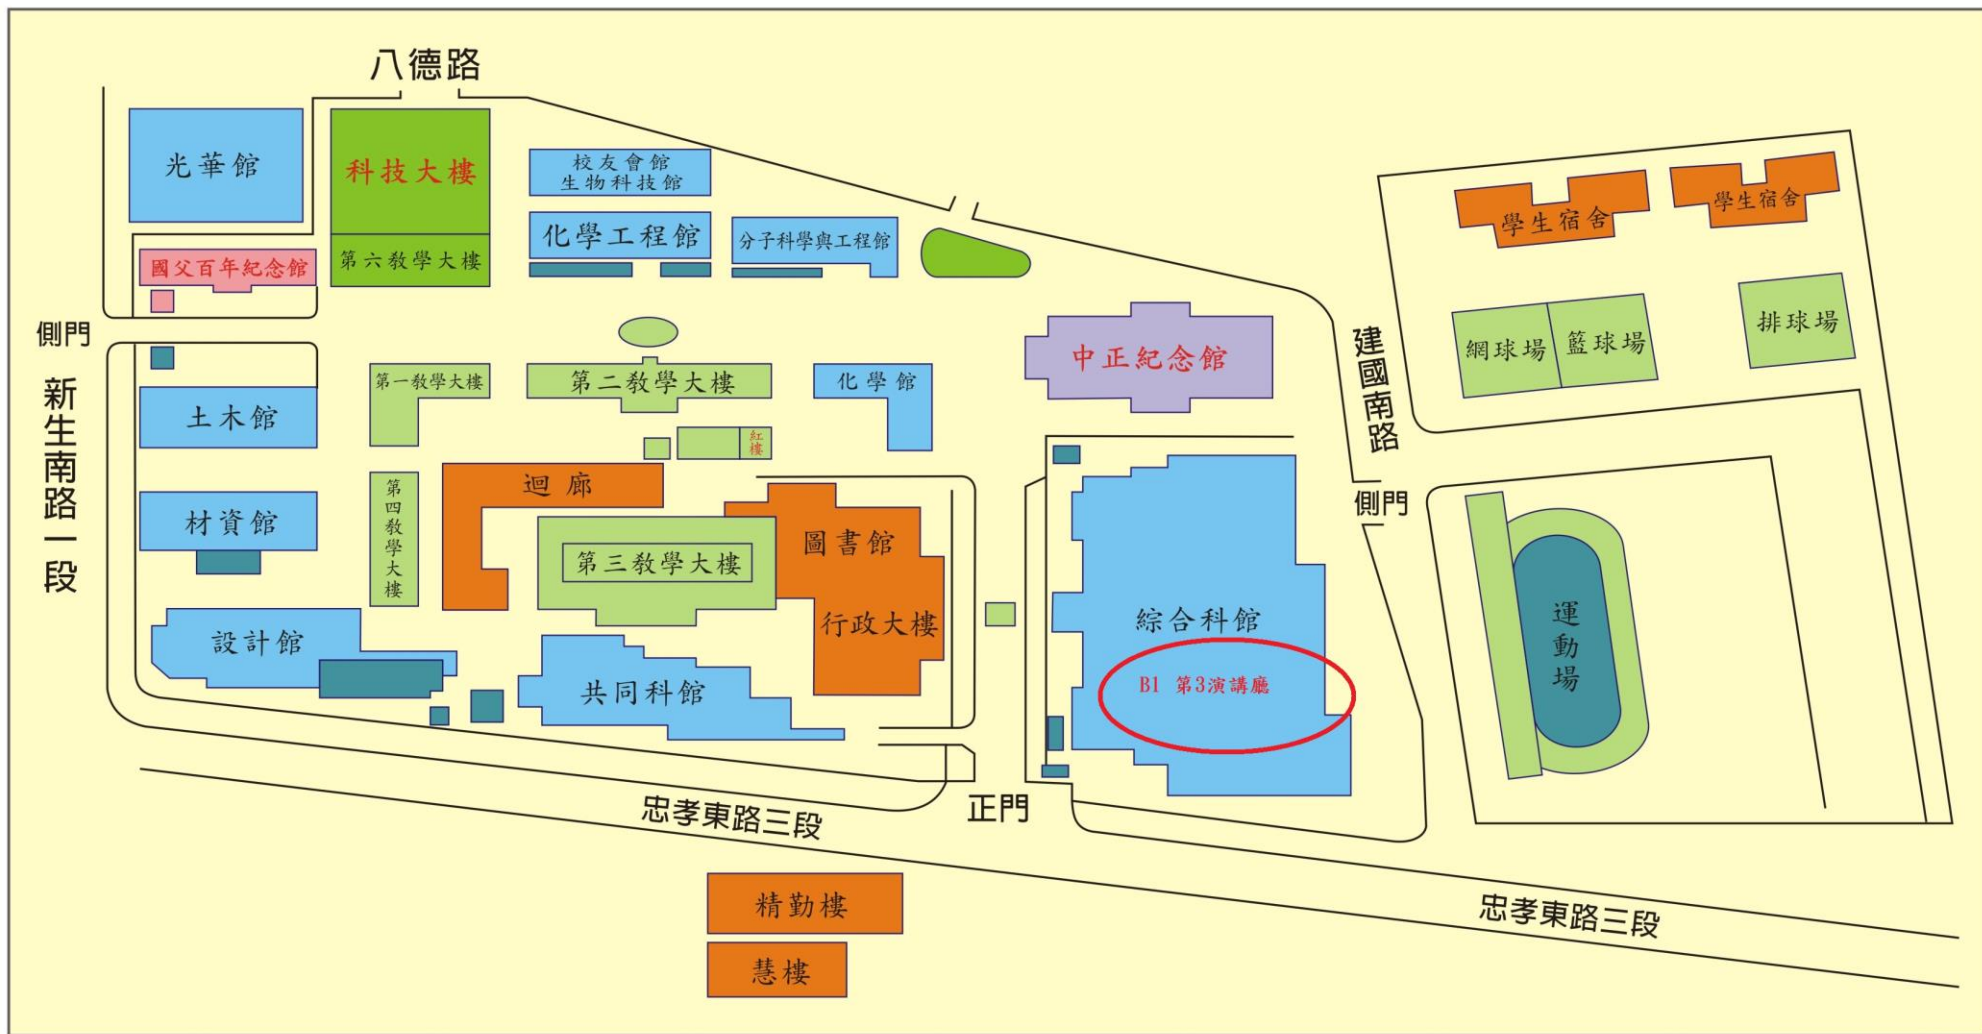 八德路
光華館
科技大樓
校友會館
生物科技館
化學工程館
分子科學與工程館
學生宿舍
學生宿舍
國父百年紀念館
第六教學大樓
側門
新生南路一段
中正紀念館
建國南路
網球場
籃球場
排球場
第一教學大樓
第二教學大樓
化學館
土木館
紅樓
迴廊
第四教學大樓
材資館
圖書館
第三教學大樓
側門
行政大樓
綜合科館
B1 第3演講廳
運動場
設計館
共同科館
忠孝東路三段
正門
精勤樓
慧樓
忠孝東路三段